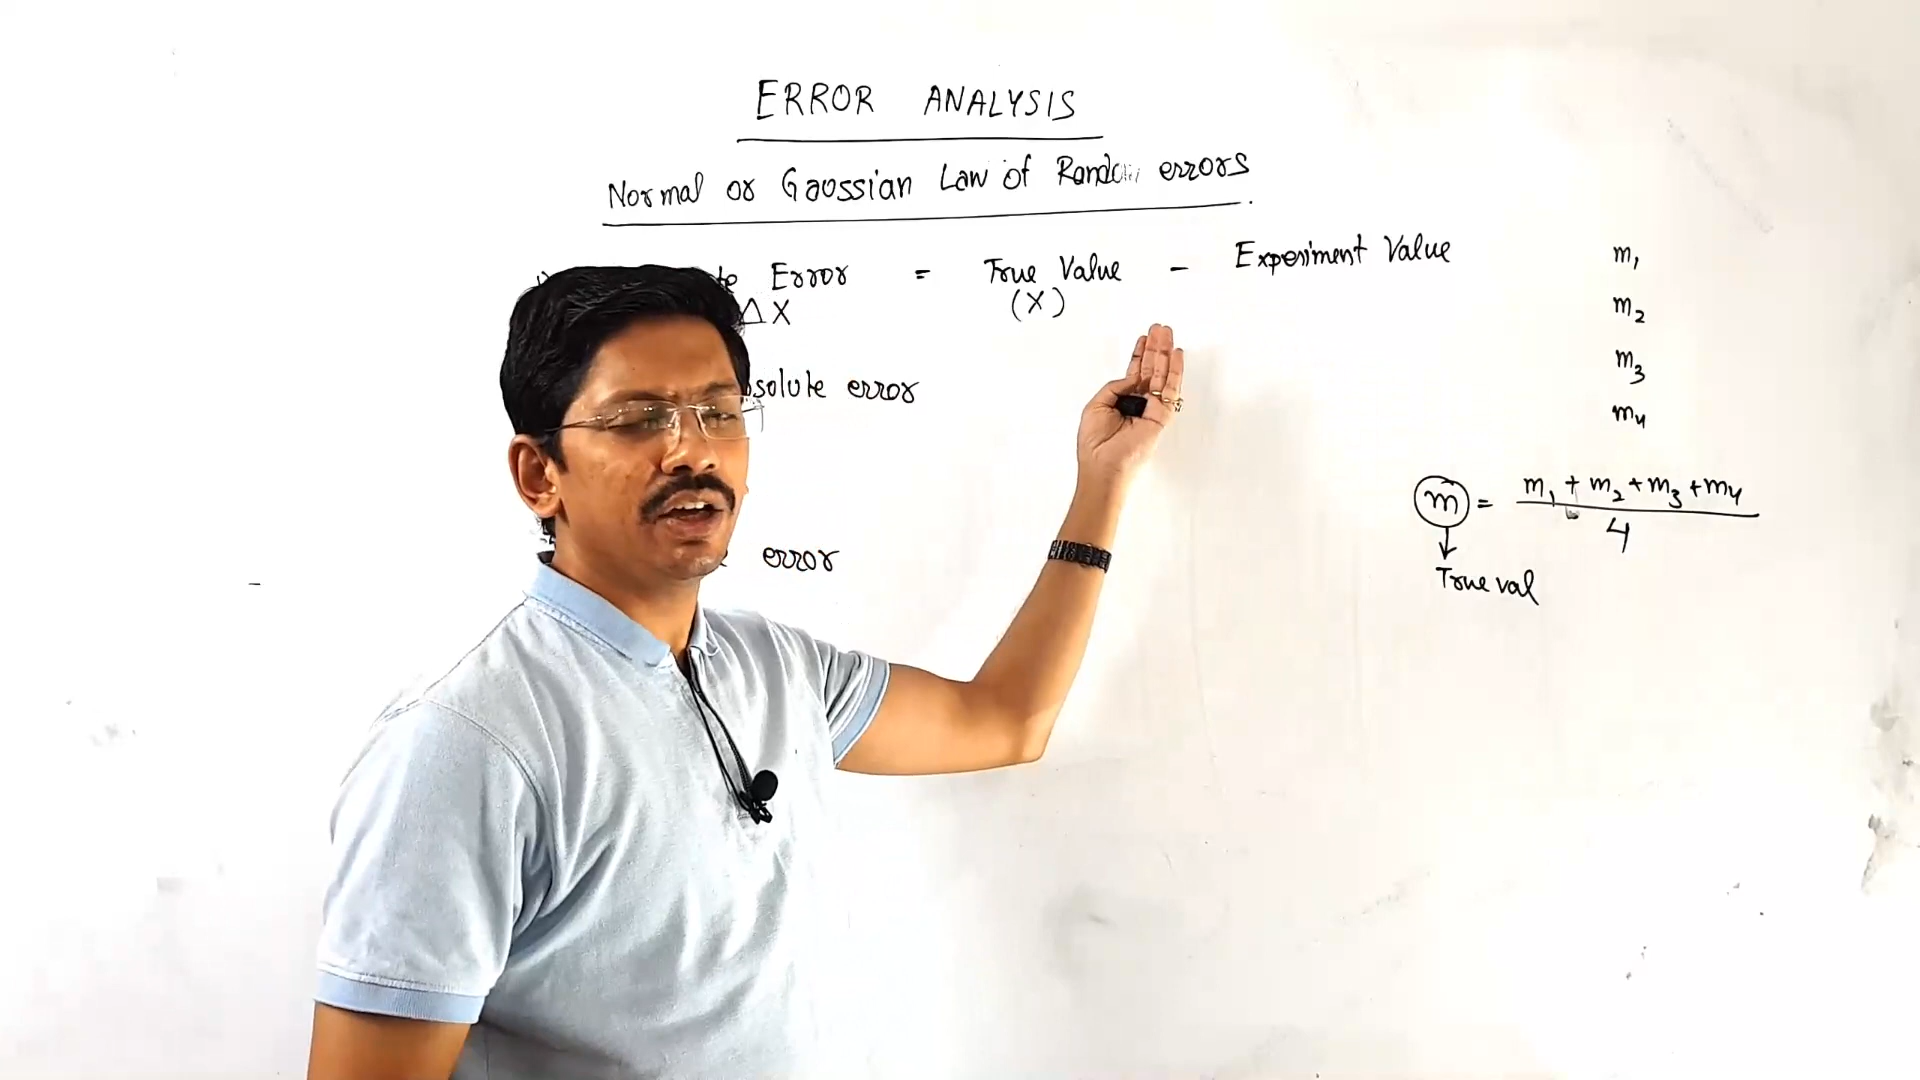 ERROR ANALYSIS
Normal or Gaussian Law of Random errors.
Error = True Value - Experiment Value
ΔX (X)
error
error
m₁
m₂
m₃
m₄
m = m₁ + m₂ + m₃ + m₄
4
True val